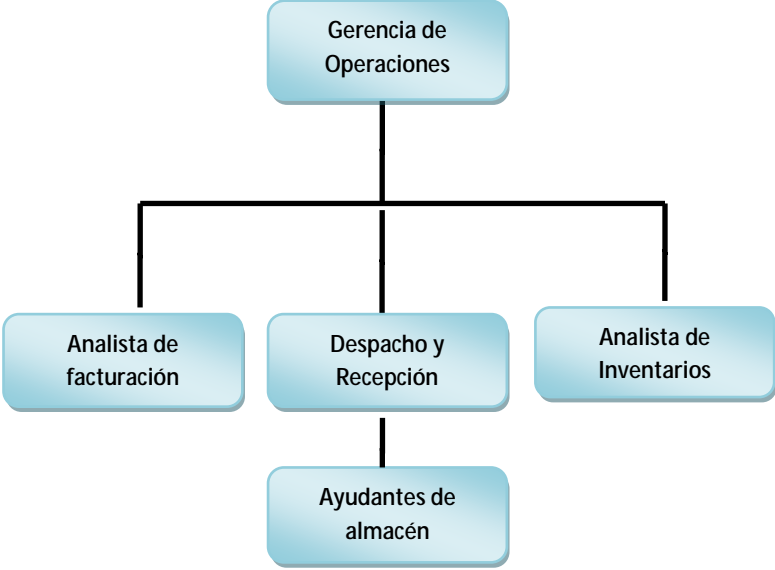 Gerencia de
Operaciones
Analista de
facturación
Despacho y
Recepción
Analista de
Inventarios
Ayudantes de
almacén